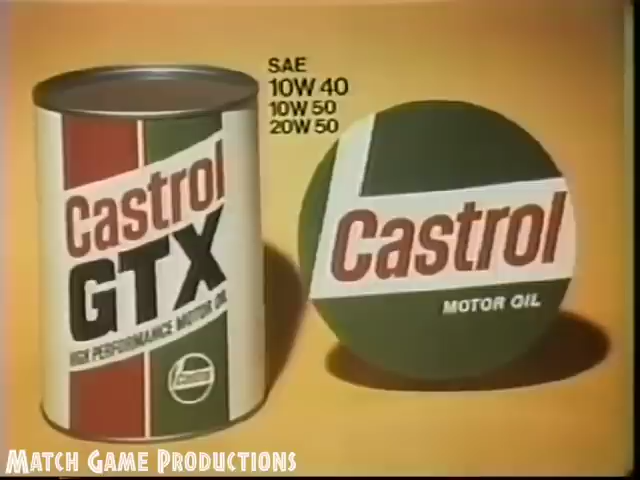 SAE
10W 40
10W 50
20W 50
Castrol
GTX
HIGH PERFORMANCE MOTOR OIL
Castrol
Castrol
MOTOR OIL
MATCH GAME PRODUCTIONS